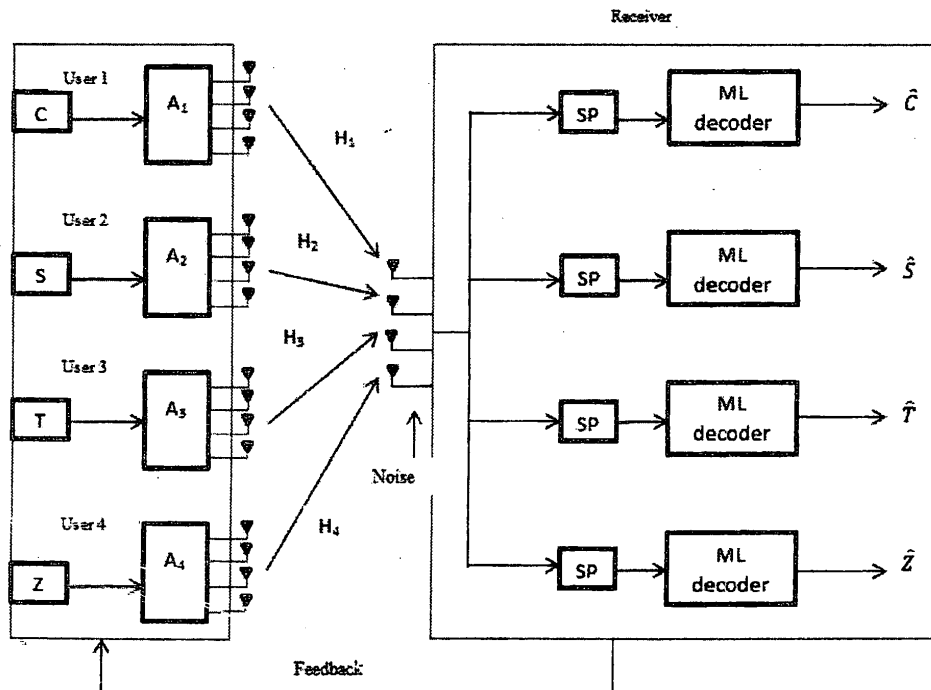 Receiver
User 1
C
A1
H1
SP
ML
decoder
Ĉ
User 2
S
A2
H2
SP
ML
decoder
Ŝ
User 3
T
A3
H3
SP
ML
decoder
T̂
Noise
User 4
Z
A4
H4
SP
ML
decoder
Ẑ
Feedback